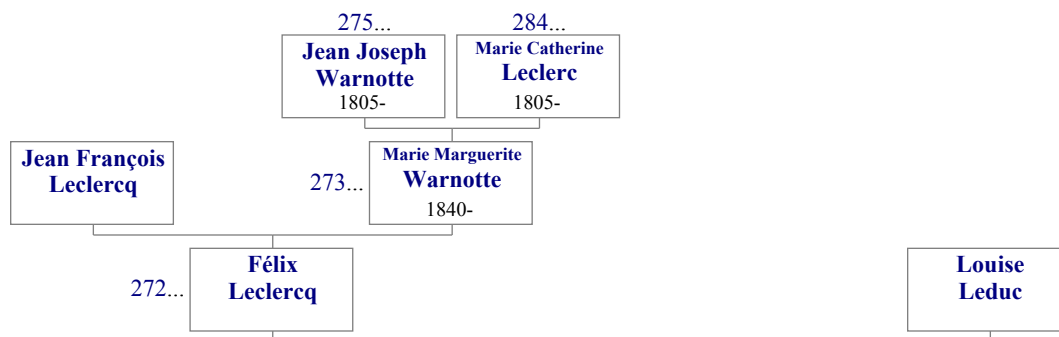 275...
284...
Jean Joseph
Warnotte
1805-
Marie Catherine
Leclerc
1805-
Jean François
Leclercq
273...
Marie Marguerite
Warnotte
1840-
272...
Félix
Leclercq
Louise
Leduc